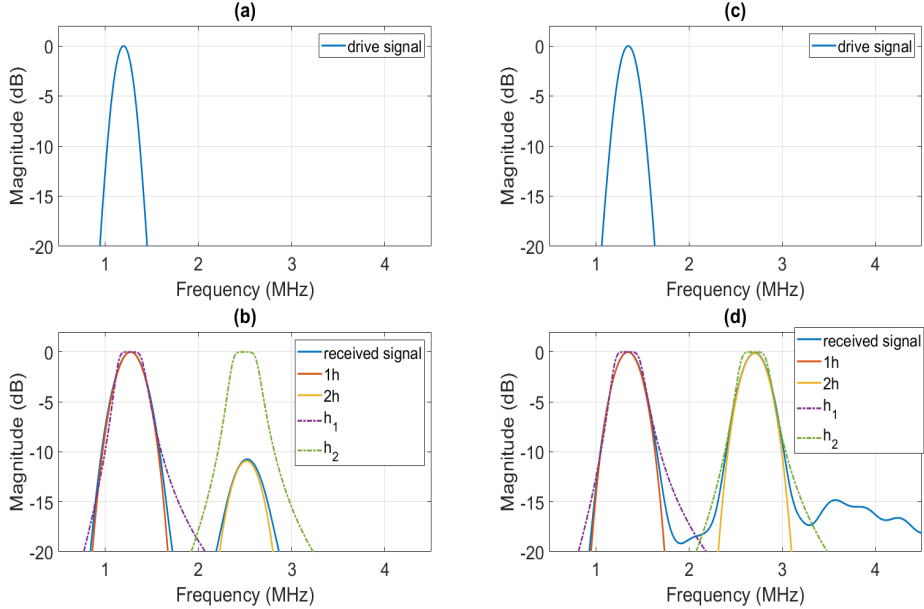 (a)
drive signal
Magnitude (dB)
0
-5
-10
-15
-20
1
2
3
4
Frequency (MHz)
(c)
drive signal
Magnitude (dB)
0
-5
-10
-15
-20
1
2
3
4
Frequency (MHz)
(b)
received signal
1h
2h
h1
h2
Magnitude (dB)
0
-5
-10
-15
-20
1
2
3
4
Frequency (MHz)
(d)
received signal
1h
2h
h1
h2
Magnitude (dB)
0
-5
-10
-15
-20
1
2
3
4
Frequency (MHz)